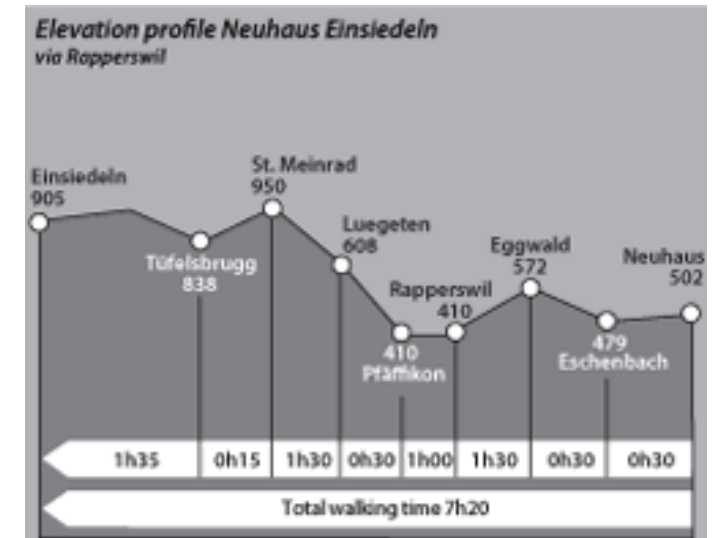 Elevation profile Neuhaus Einsiedeln
via Rapperswil
Einsiedeln
905
Tüfelsbrugg
838
St. Meinrad
950
Luegeten
608
410
Pfäffikon
Rapperswil
410
Eggwald
572
479
Eschenbach
Neuhaus
502
1h35 0h15 1h30 0h30 1h00 1h30 0h30 0h30
Total walking time 7h20